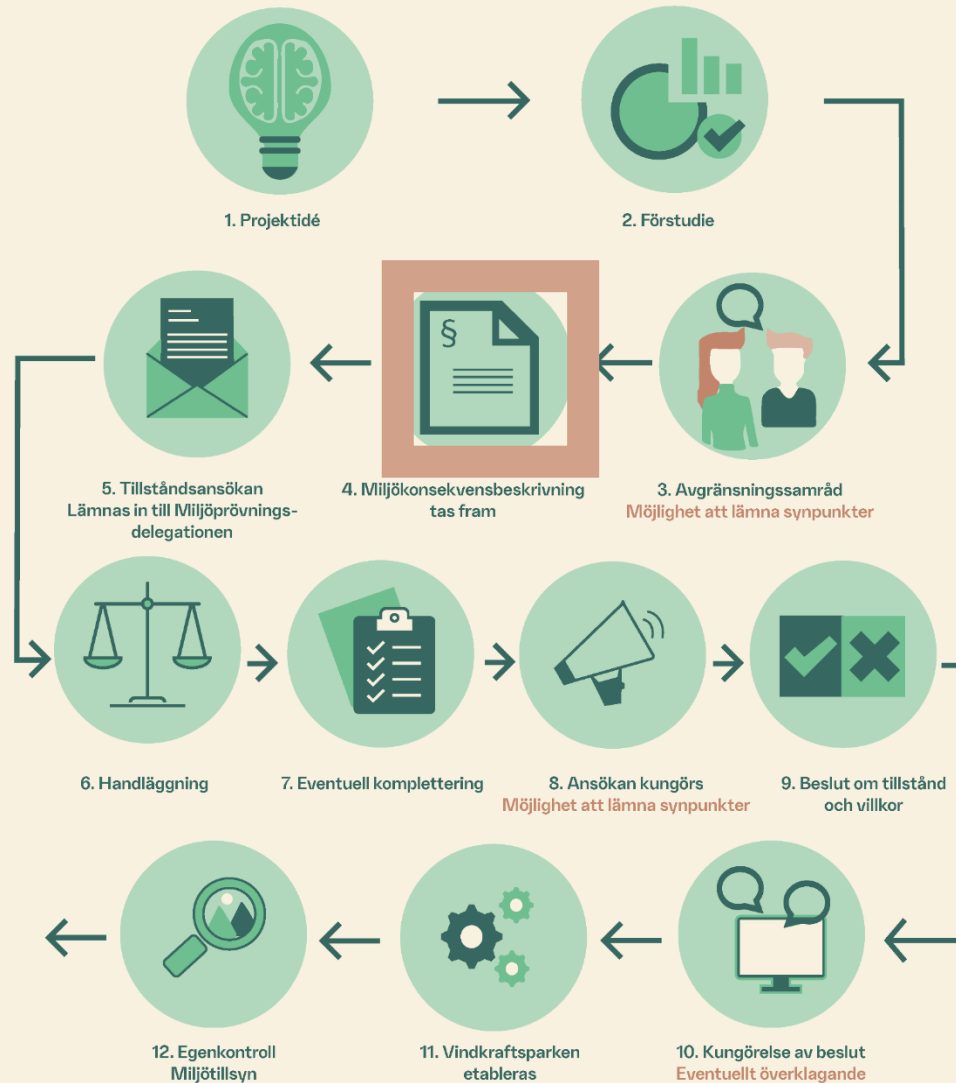 1. Projektidé
2. Förstudie
§
3. Avgränsningssamråd
Möjlighet att lämna synpunkter
4. Miljökonsekvensbeskrivning
tas fram
5. Tillståndsansökan
Lämnas in till Miljöprövnings-
delegationen
6. Handläggning
7. Eventuell komplettering
8. Ansökan kungörs
Möjlighet att lämna synpunkter
9. Beslut om tillstånd
och villkor
10. Kungörelse av beslut
Eventuellt överklagande
11. Vindkraftsparken
etableras
12. Egenkontroll
Miljötillsyn